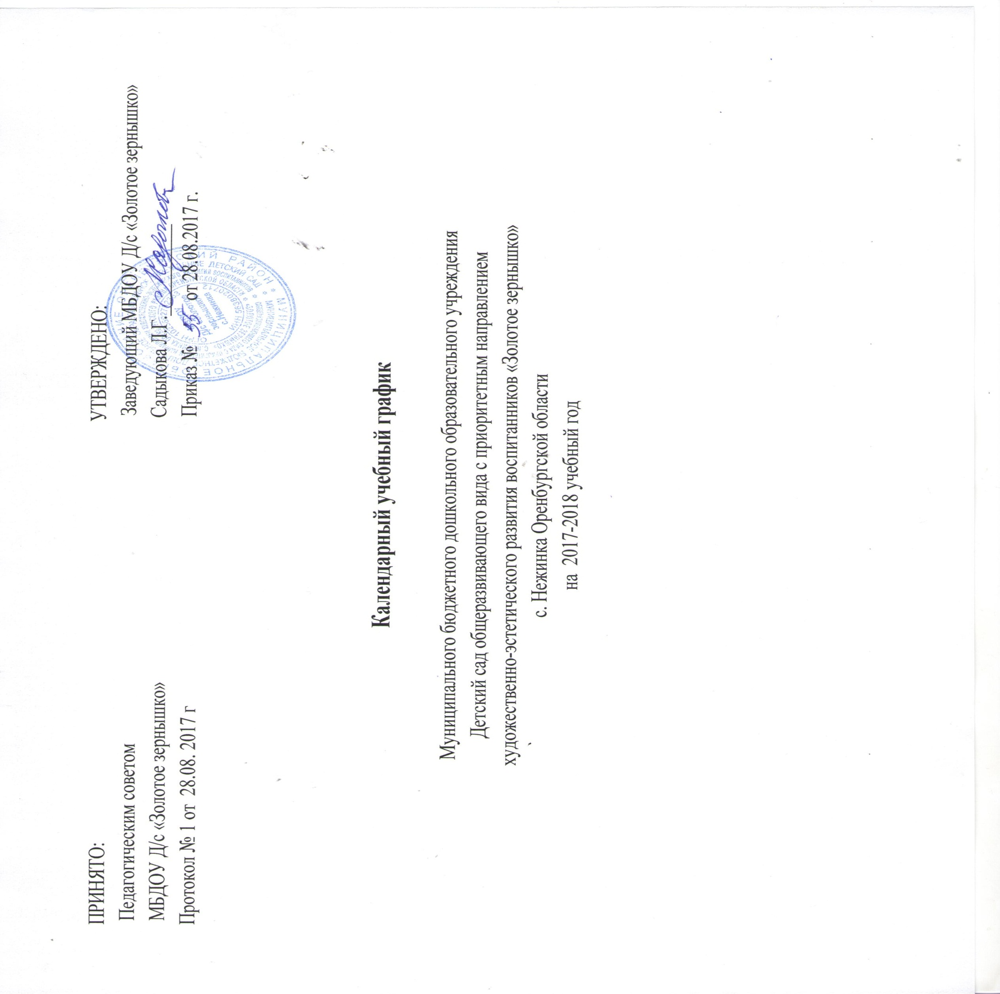 ПРИНЯТО:
Педагогическим советом
МБДОУ Д/с «Золотое зернышко»
Протокол № 1 от 28.08. 2017 г
УТВЕРЖДЕНО:
Заведующий МБДОУ Д/с «Золотое зернышко»
Садыкова Л.Г.
Приказ № 55 от 28.08.2017 г.
Календарный учебный график
Муниципального бюджетного дошкольного образовательного учреждения
Детский сад общеразвивающего вида с приоритетным направлением
художественно-эстетического развития воспитанников «Золотое зернышко»
с. Нежинка Оренбургской области
на 2017-2018 учебный год